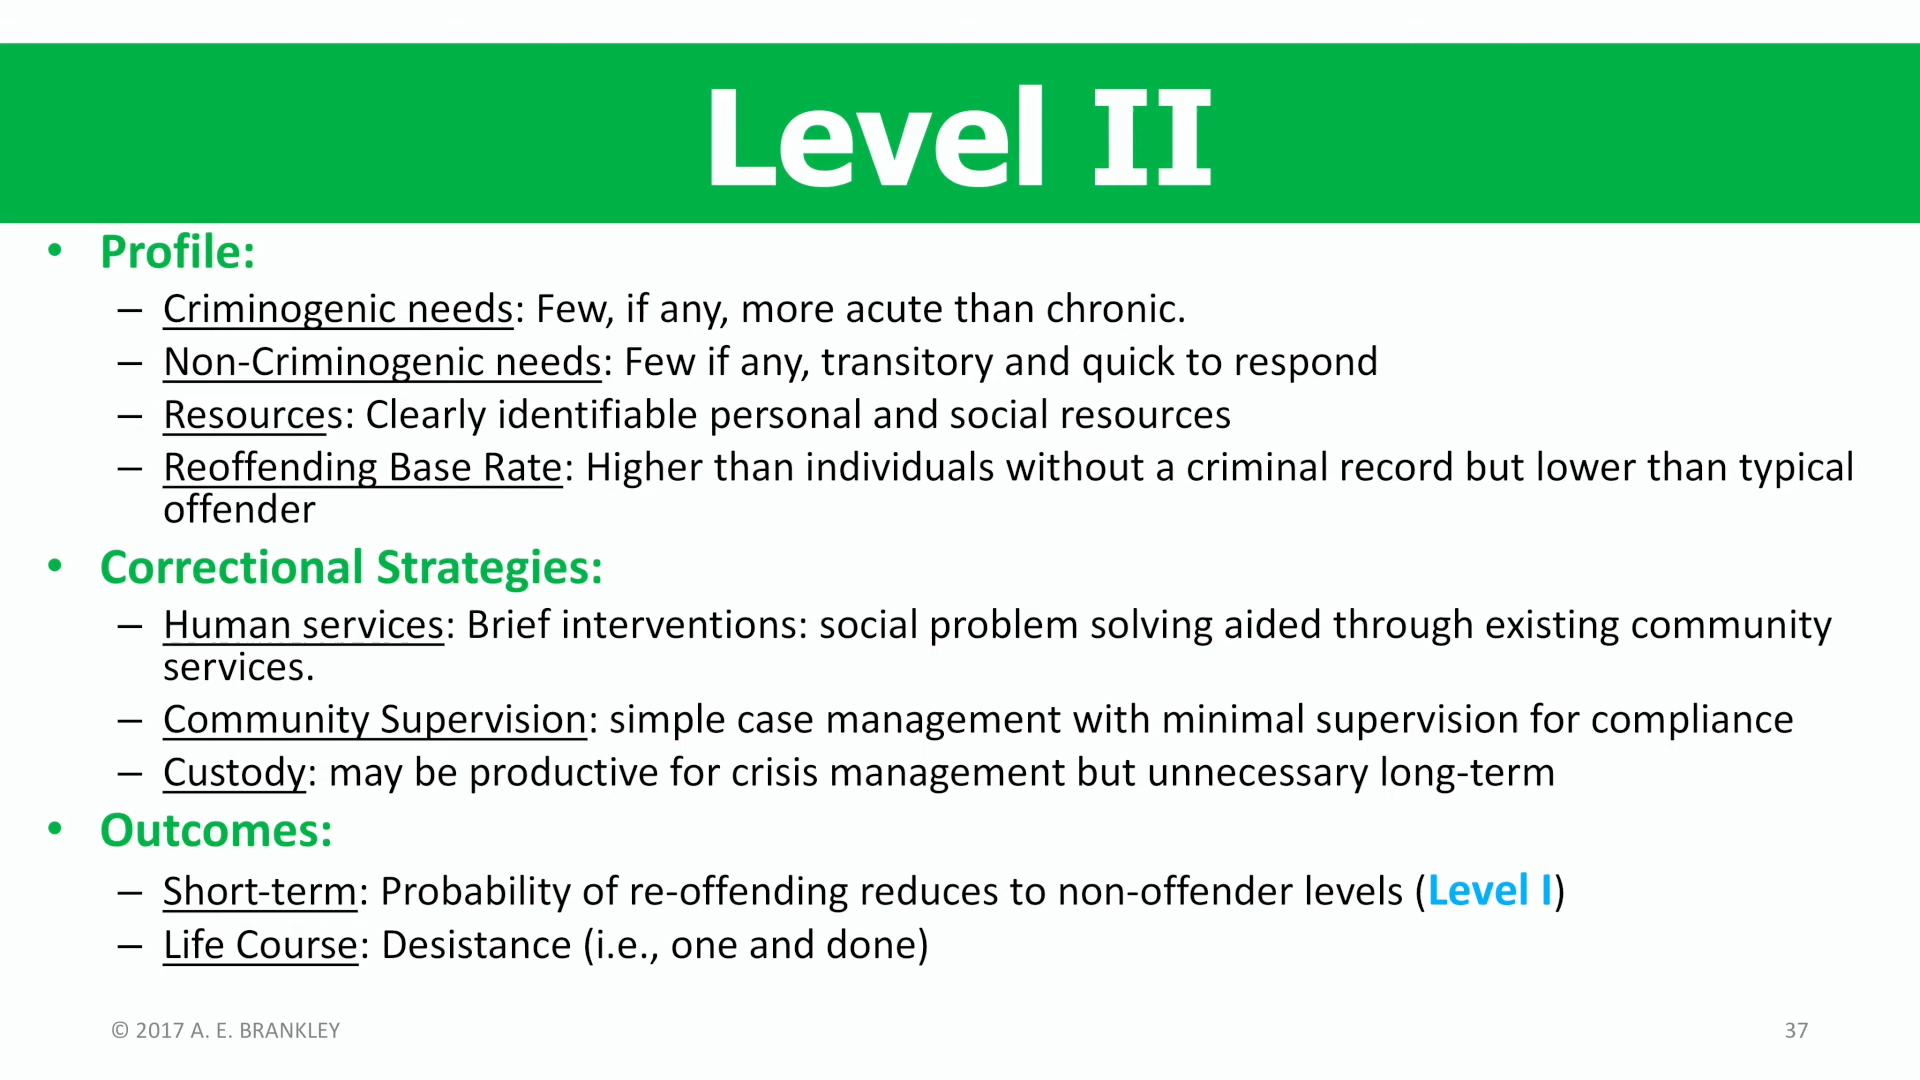 Level II
• Profile:
– Criminogenic needs: Few, if any, more acute than chronic.
– Non-Criminogenic needs: Few if any, transitory and quick to respond
– Resources: Clearly identifiable personal and social resources
– Reoffending Base Rate: Higher than individuals without a criminal record but lower than typical
offender
• Correctional Strategies:
– Human services: Brief interventions: social problem solving aided through existing community
services.
– Community Supervision: simple case management with minimal supervision for compliance
– Custody: may be productive for crisis management but unnecessary long-term
• Outcomes:
– Short-term: Probability of re-offending reduces to non-offender levels (Level I)
– Life Course: Desistance (i.e., one and done)
© 2017 A. E. BRANKLEY
37